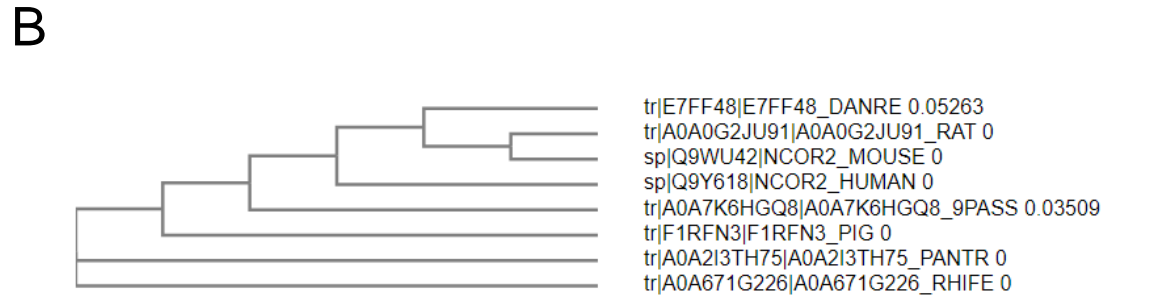 B
tr|E7FF48|E7FF48_DANRE 0.05263
tr|A0A0G2JU91|A0A0G2JU91_RAT 0
sp|Q9WU42|NCOR2_MOUSE 0
sp|Q9Y618|NCOR2_HUMAN 0
tr|A0A7K6HGQ8|A0A7K6HGQ8_9PASS 0.03509
tr|F1RFN3|F1RFN3_PIG 0
tr|A0A2I3TH75|A0A2I3TH75_PANTR 0
tr|A0A671G226|A0A671G226_RHIFE 0